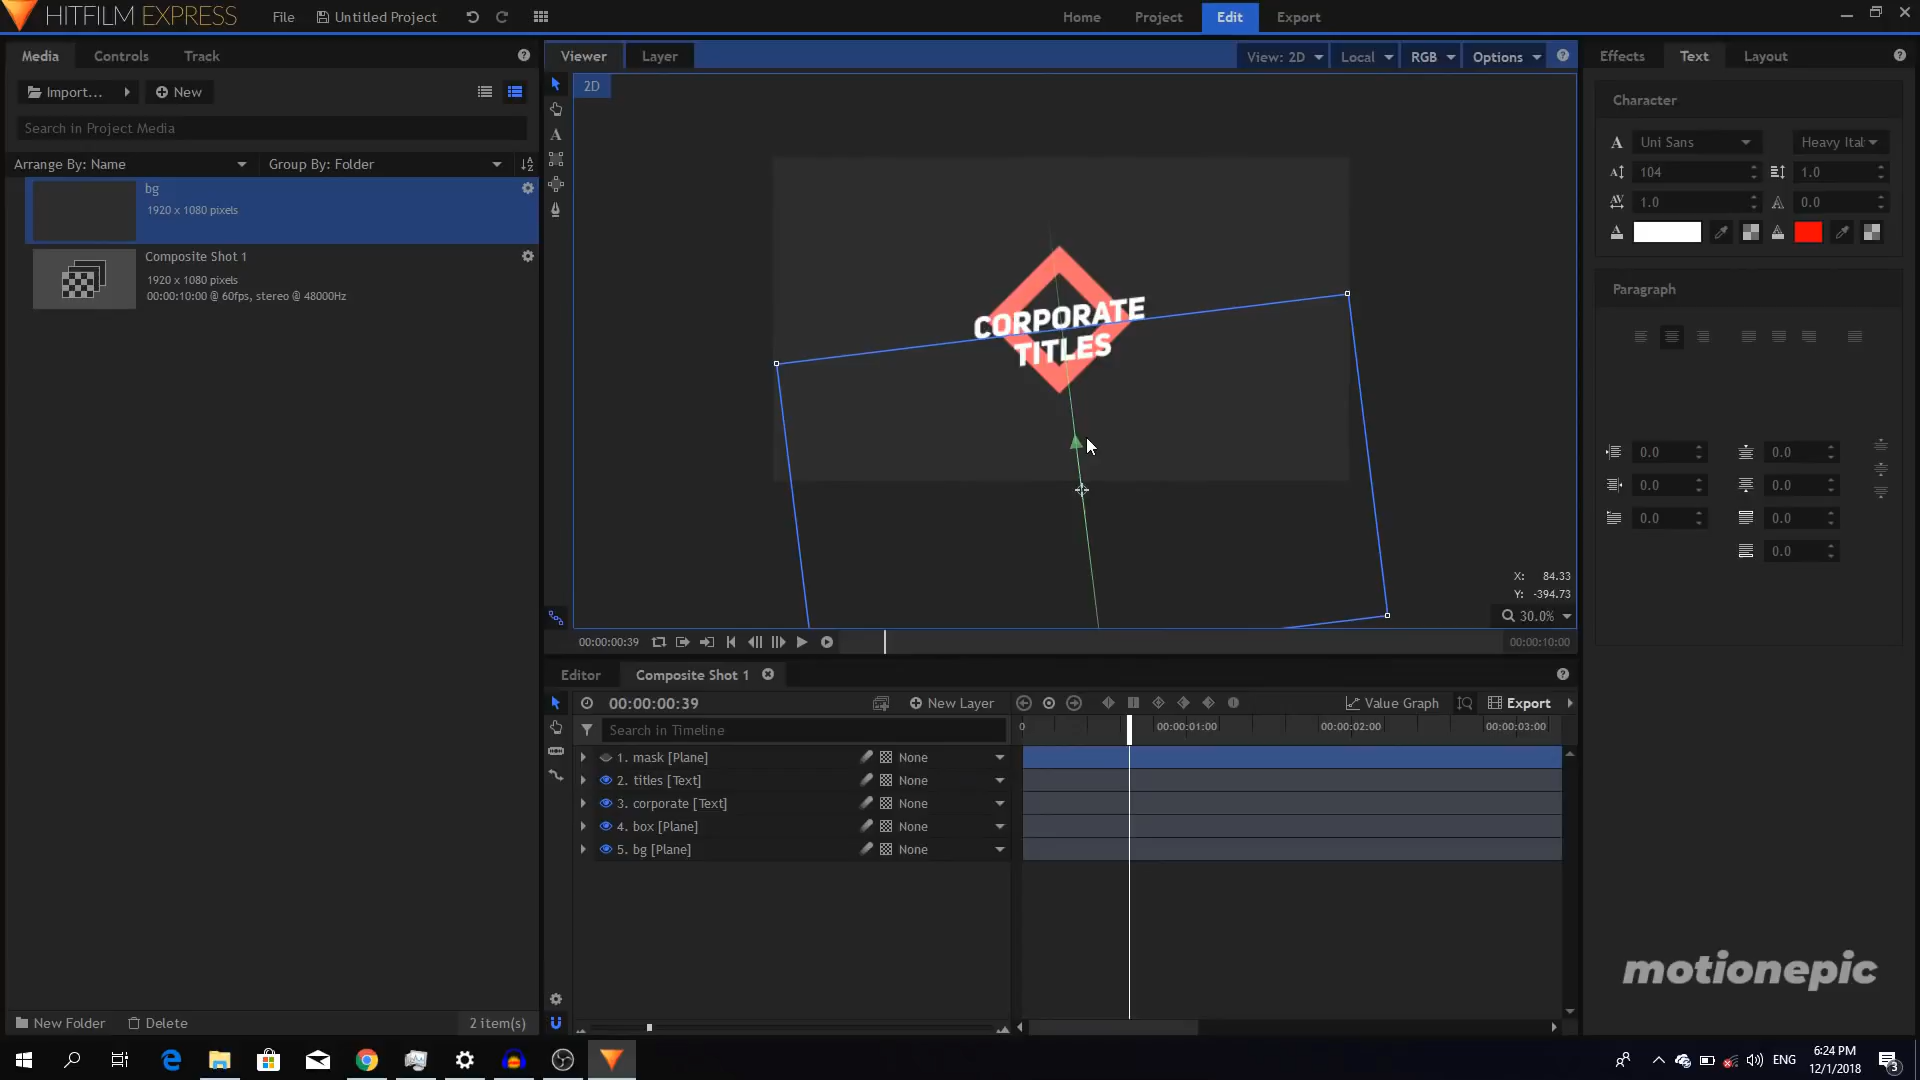 HITFILM EXPRESS
File
Untitled Project
Home
Project
Edit
Export
Media
Controls
Track
Import...
New
Search in Project Media
Arrange By: Name
Group By: Folder
bg
1920 x 1080 pixels
Composite Shot 1
1920 x 1080 pixels
00:00:10:00 @ 60fps, stereo @ 48000Hz
New Folder
Delete
2 item(s)
Viewer
Layer
View: 2D
Local
RGB
Options
2D
CORPORATE
TITLES
X: 84.33
Y: -394.73
30.0%
00:00:00:39
00:00:10:00
Editor
Composite Shot 1
00:00:00:39
New Layer
Value Graph
Export
Search in Timeline
0
00:00:01:00
00:00:02:00
00:00:03:00
1. mask [Plane]
None
2. titles [Text]
None
3. corporate [Text]
None
4. box [Plane]
None
5. bg [Plane]
None
Effects
Text
Layout
Character
Uni Sans
Heavy Ital
104
1.0
1.0
0.0
Paragraph
0.0
0.0
0.0
0.0
0.0
0.0
0.0
motionepic
ENG
6:24 PM
12/1/2018
3